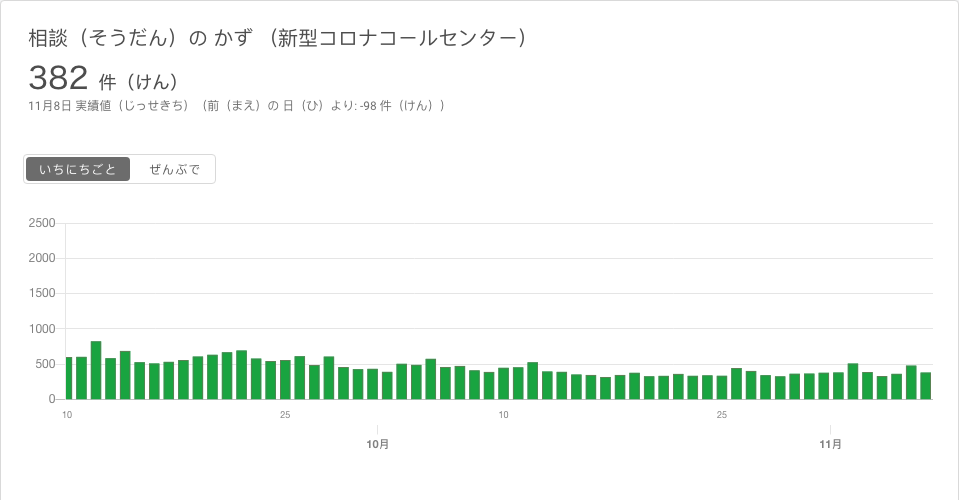 相談（そうだん）の かず （新型コロナコールセンター）
382 件（けん）
11月8日 実績値（じっせきち）（前（まえ）の 日（ひ）より: -98 件（けん））
いちにちごと ぜんぶで
2500
2000
1500
1000
500
0
10 25 10 25
10月 11月